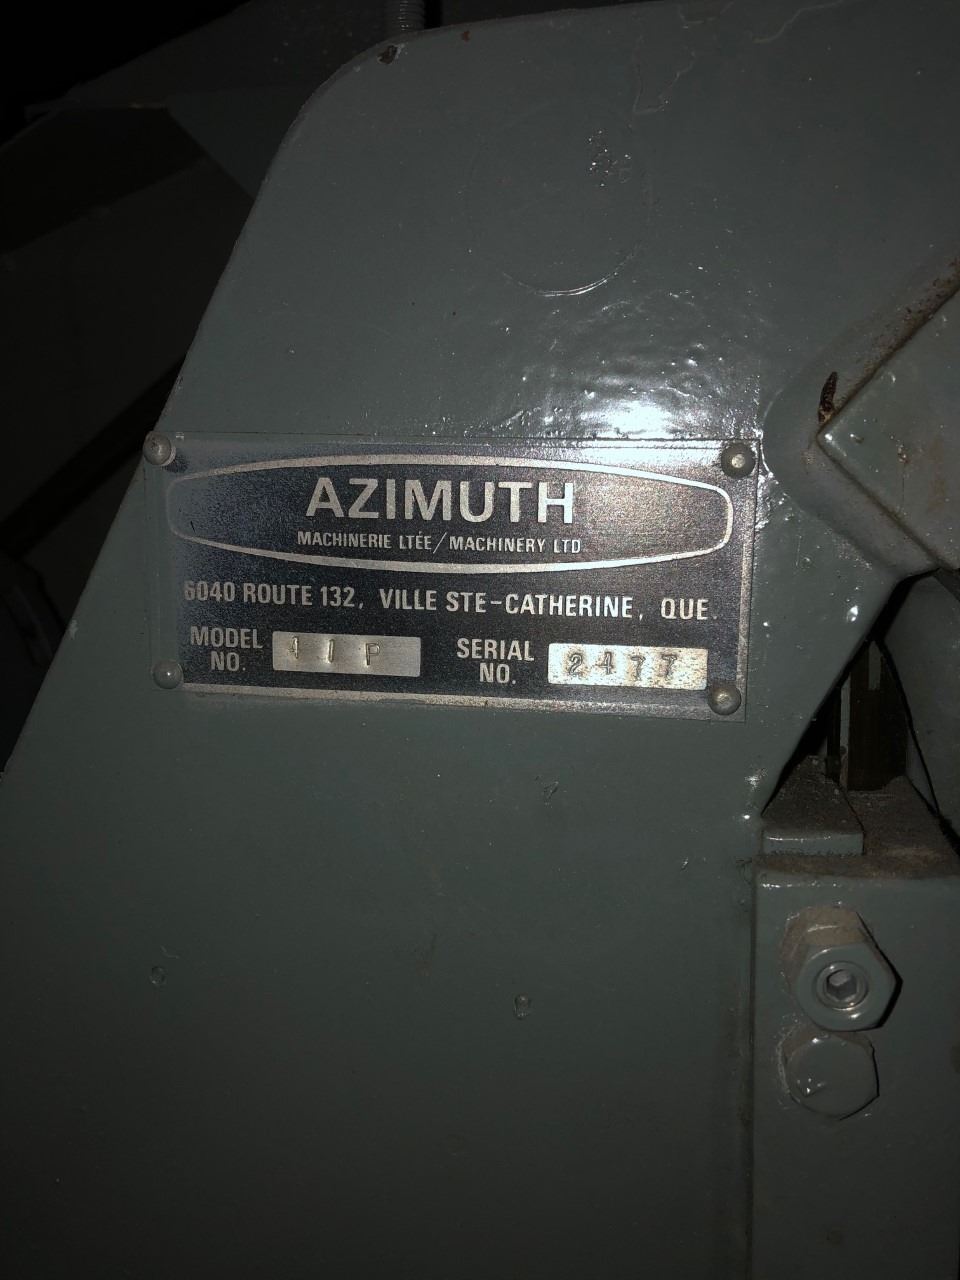 AZIMUTH
MACHINERIE LTÉE/MACHINERY LTD
6040 ROUTE 132, VILLE STE-CATHERINE, QUE.
MODEL NO. 41P
SERIAL NO. 2477